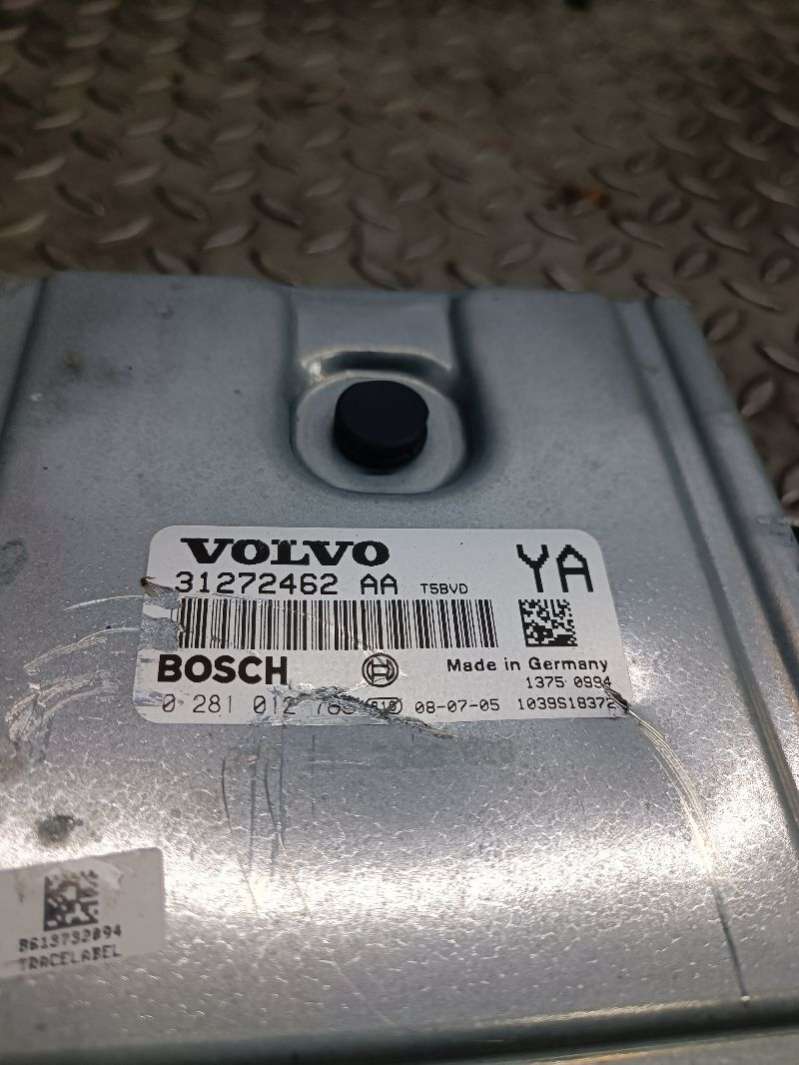 VOLVO
31272462 AA T5BVD
YA
BOSCH
Made in Germany
1375 0994
0 281 012 08-07-05 1039S18372
8613732094
TRACELABEL